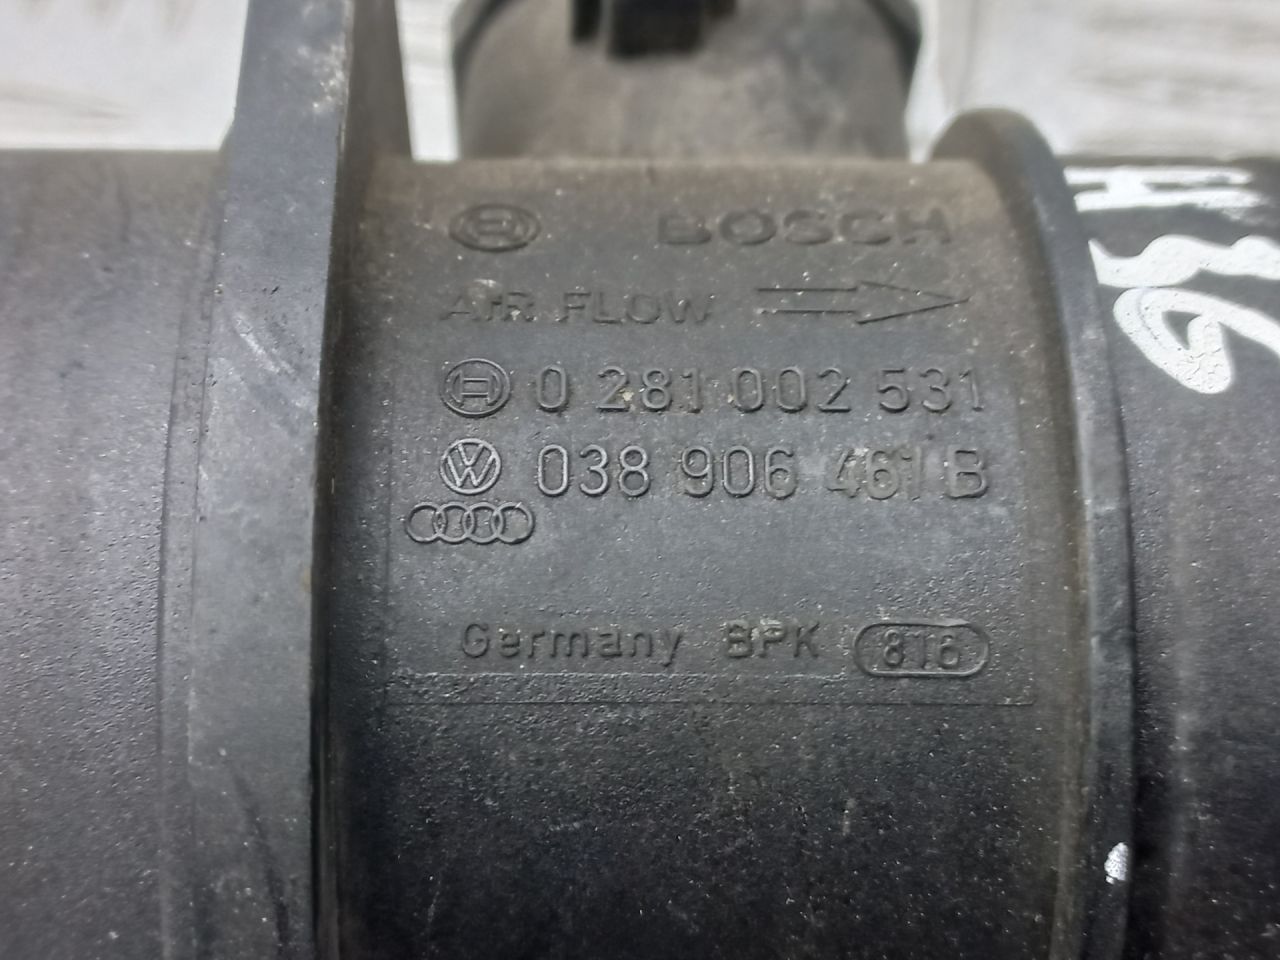 BOSCH
AIR FLOW
0 281 002 531
038 906 461 B
Germany BPK 816